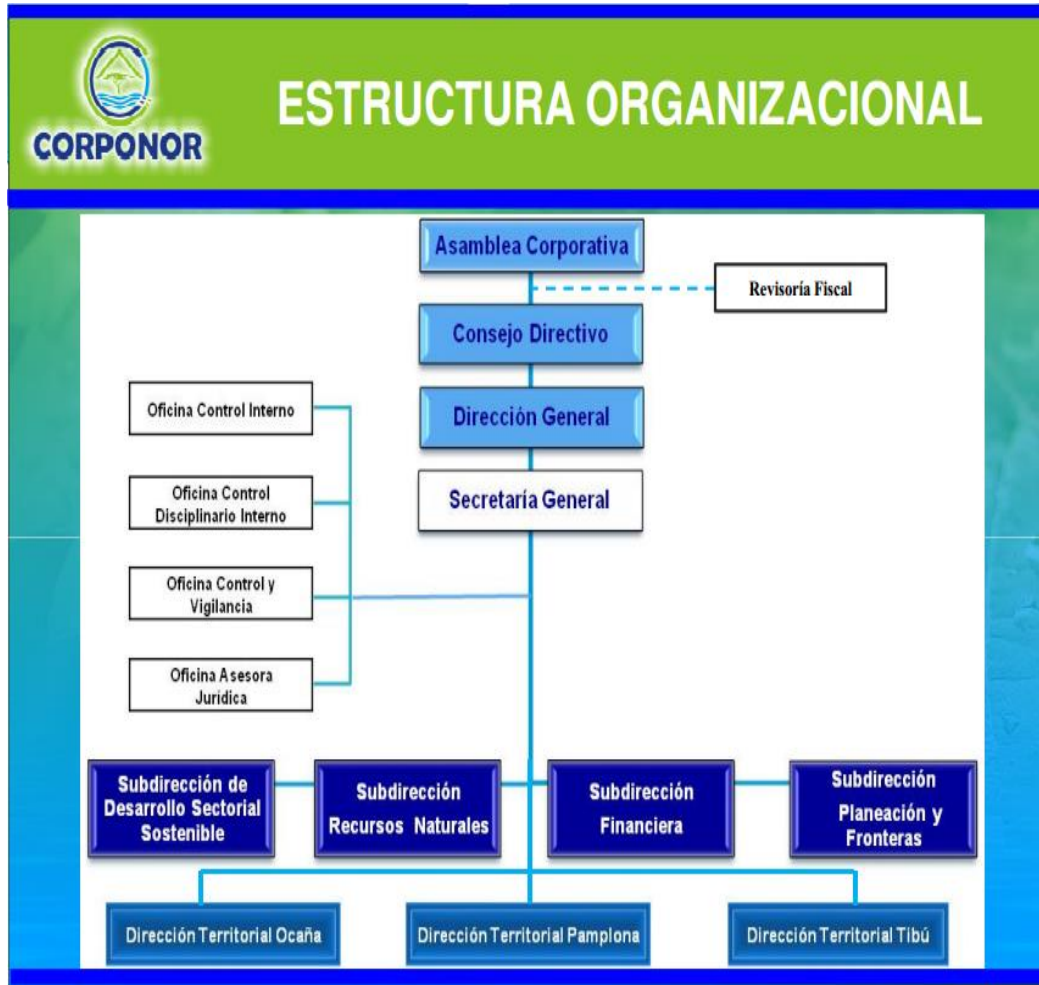 CORPONOR
ESTRUCTURA ORGANIZACIONAL
Asamblea Corporativa
Revisoría Fiscal
Consejo Directivo
Dirección General
Secretaría General
Oficina Control Interno
Oficina Control
Disciplinario Interno
Oficina Control y
Vigilancia
Oficina Asesora
Jurídica
Subdirección de
Desarrollo Sectorial
Sostenible
Subdirección
Recursos Naturales
Subdirección
Financiera
Subdirección
Planeación y
Fronteras
Dirección Territorial Ocaña
Dirección Territorial Pamplona
Dirección Territorial Tibú